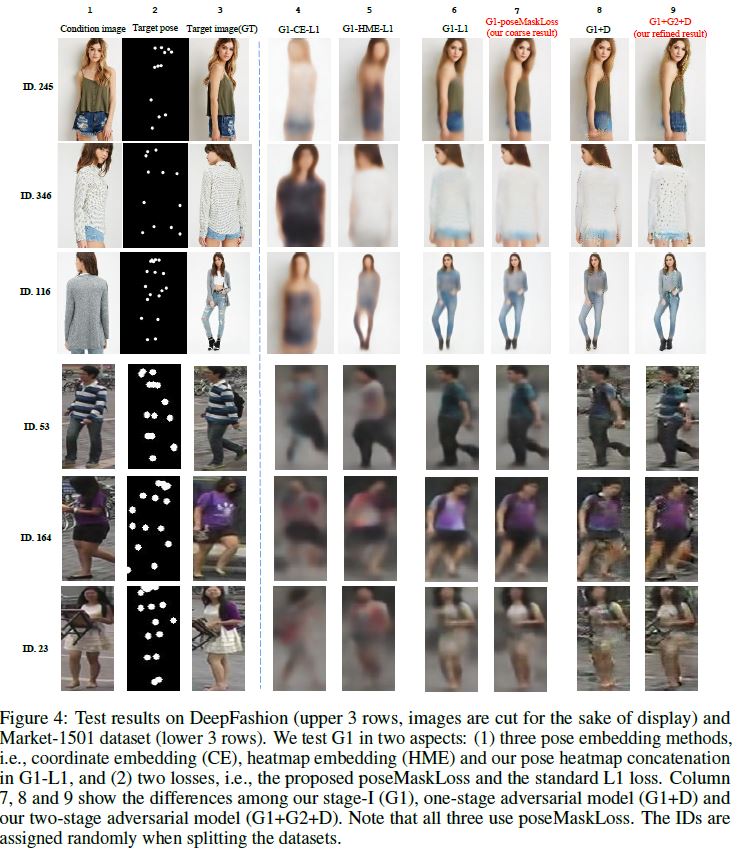 1 2 3 4 5 6 7 8 9
Condition image Target pose Target image(GT) G1-CE-L1 G1-HME-L1 G1-L1 G1-poseMaskLoss G1+D G1+G2+D
(our coarse result) (our refined result)
ID. 245
ID. 346
ID. 116
ID. 53
ID. 164
ID. 23
Figure 4: Test results on DeepFashion (upper 3 rows, images are cut for the sake of display) and
Market-1501 dataset (lower 3 rows). We test G1 in two aspects: (1) three pose embedding methods,
i.e., coordinate embedding (CE), heatmap embedding (HME) and our pose heatmap concatenation
in G1-L1, and (2) two losses, i.e., the proposed poseMaskLoss and the standard L1 loss. Column
7, 8 and 9 show the differences among our stage-I (G1), one-stage adversarial model (G1+D) and
our two-stage adversarial model (G1+G2+D). Note that all three use poseMaskLoss. The IDs are
assigned randomly when splitting the datasets.